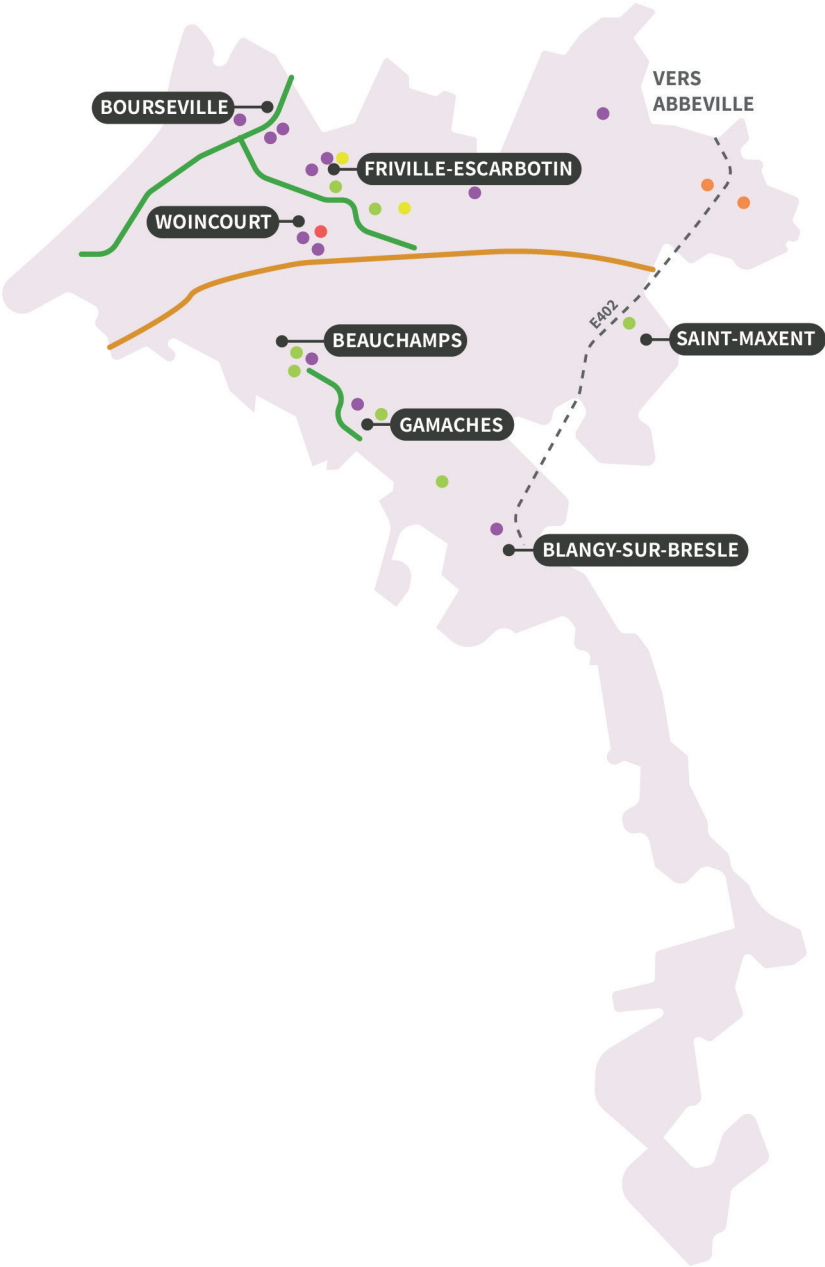 VERS
ABBEVILLE
BOURSEVILLE
FRIVILLE-ESCARBOTIN
WOINCOURT
E402
BEAUCHAMPS
SAINT-MAXENT
GAMACHES
BLANGY-SUR-BRESLE